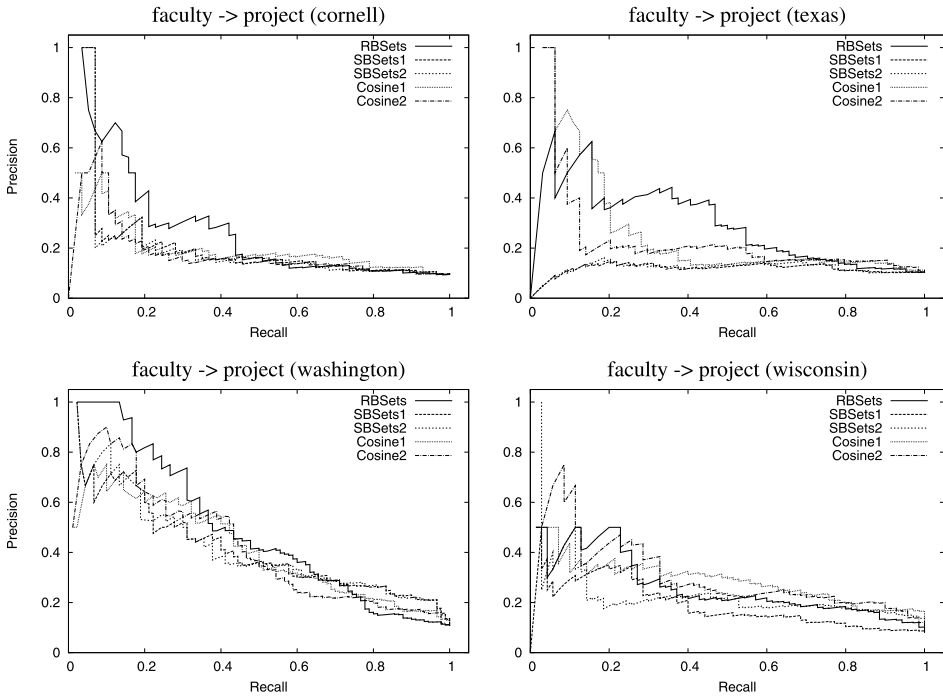 faculty -> project (cornell)
Precision
1
0.8
0.6
0.4
0.2
0
0 0.2 0.4 0.6 0.8 1
Recall
RBSets
SBSets1
SBSets2
Cosine1
Cosine2
faculty -> project (texas)
1
0.8
0.6
0.4
0.2
0
0 0.2 0.4 0.6 0.8 1
Recall
RBSets
SBSets1
SBSets2
Cosine1
Cosine2
faculty -> project (washington)
Precision
1
0.8
0.6
0.4
0.2
0
0 0.2 0.4 0.6 0.8 1
Recall
RBSets
SBSets1
SBSets2
Cosine1
Cosine2
faculty -> project (wisconsin)
1
0.8
0.6
0.4
0.2
0
0 0.2 0.4 0.6 0.8 1
Recall
RBSets
SBSets1
SBSets2
Cosine1
Cosine2